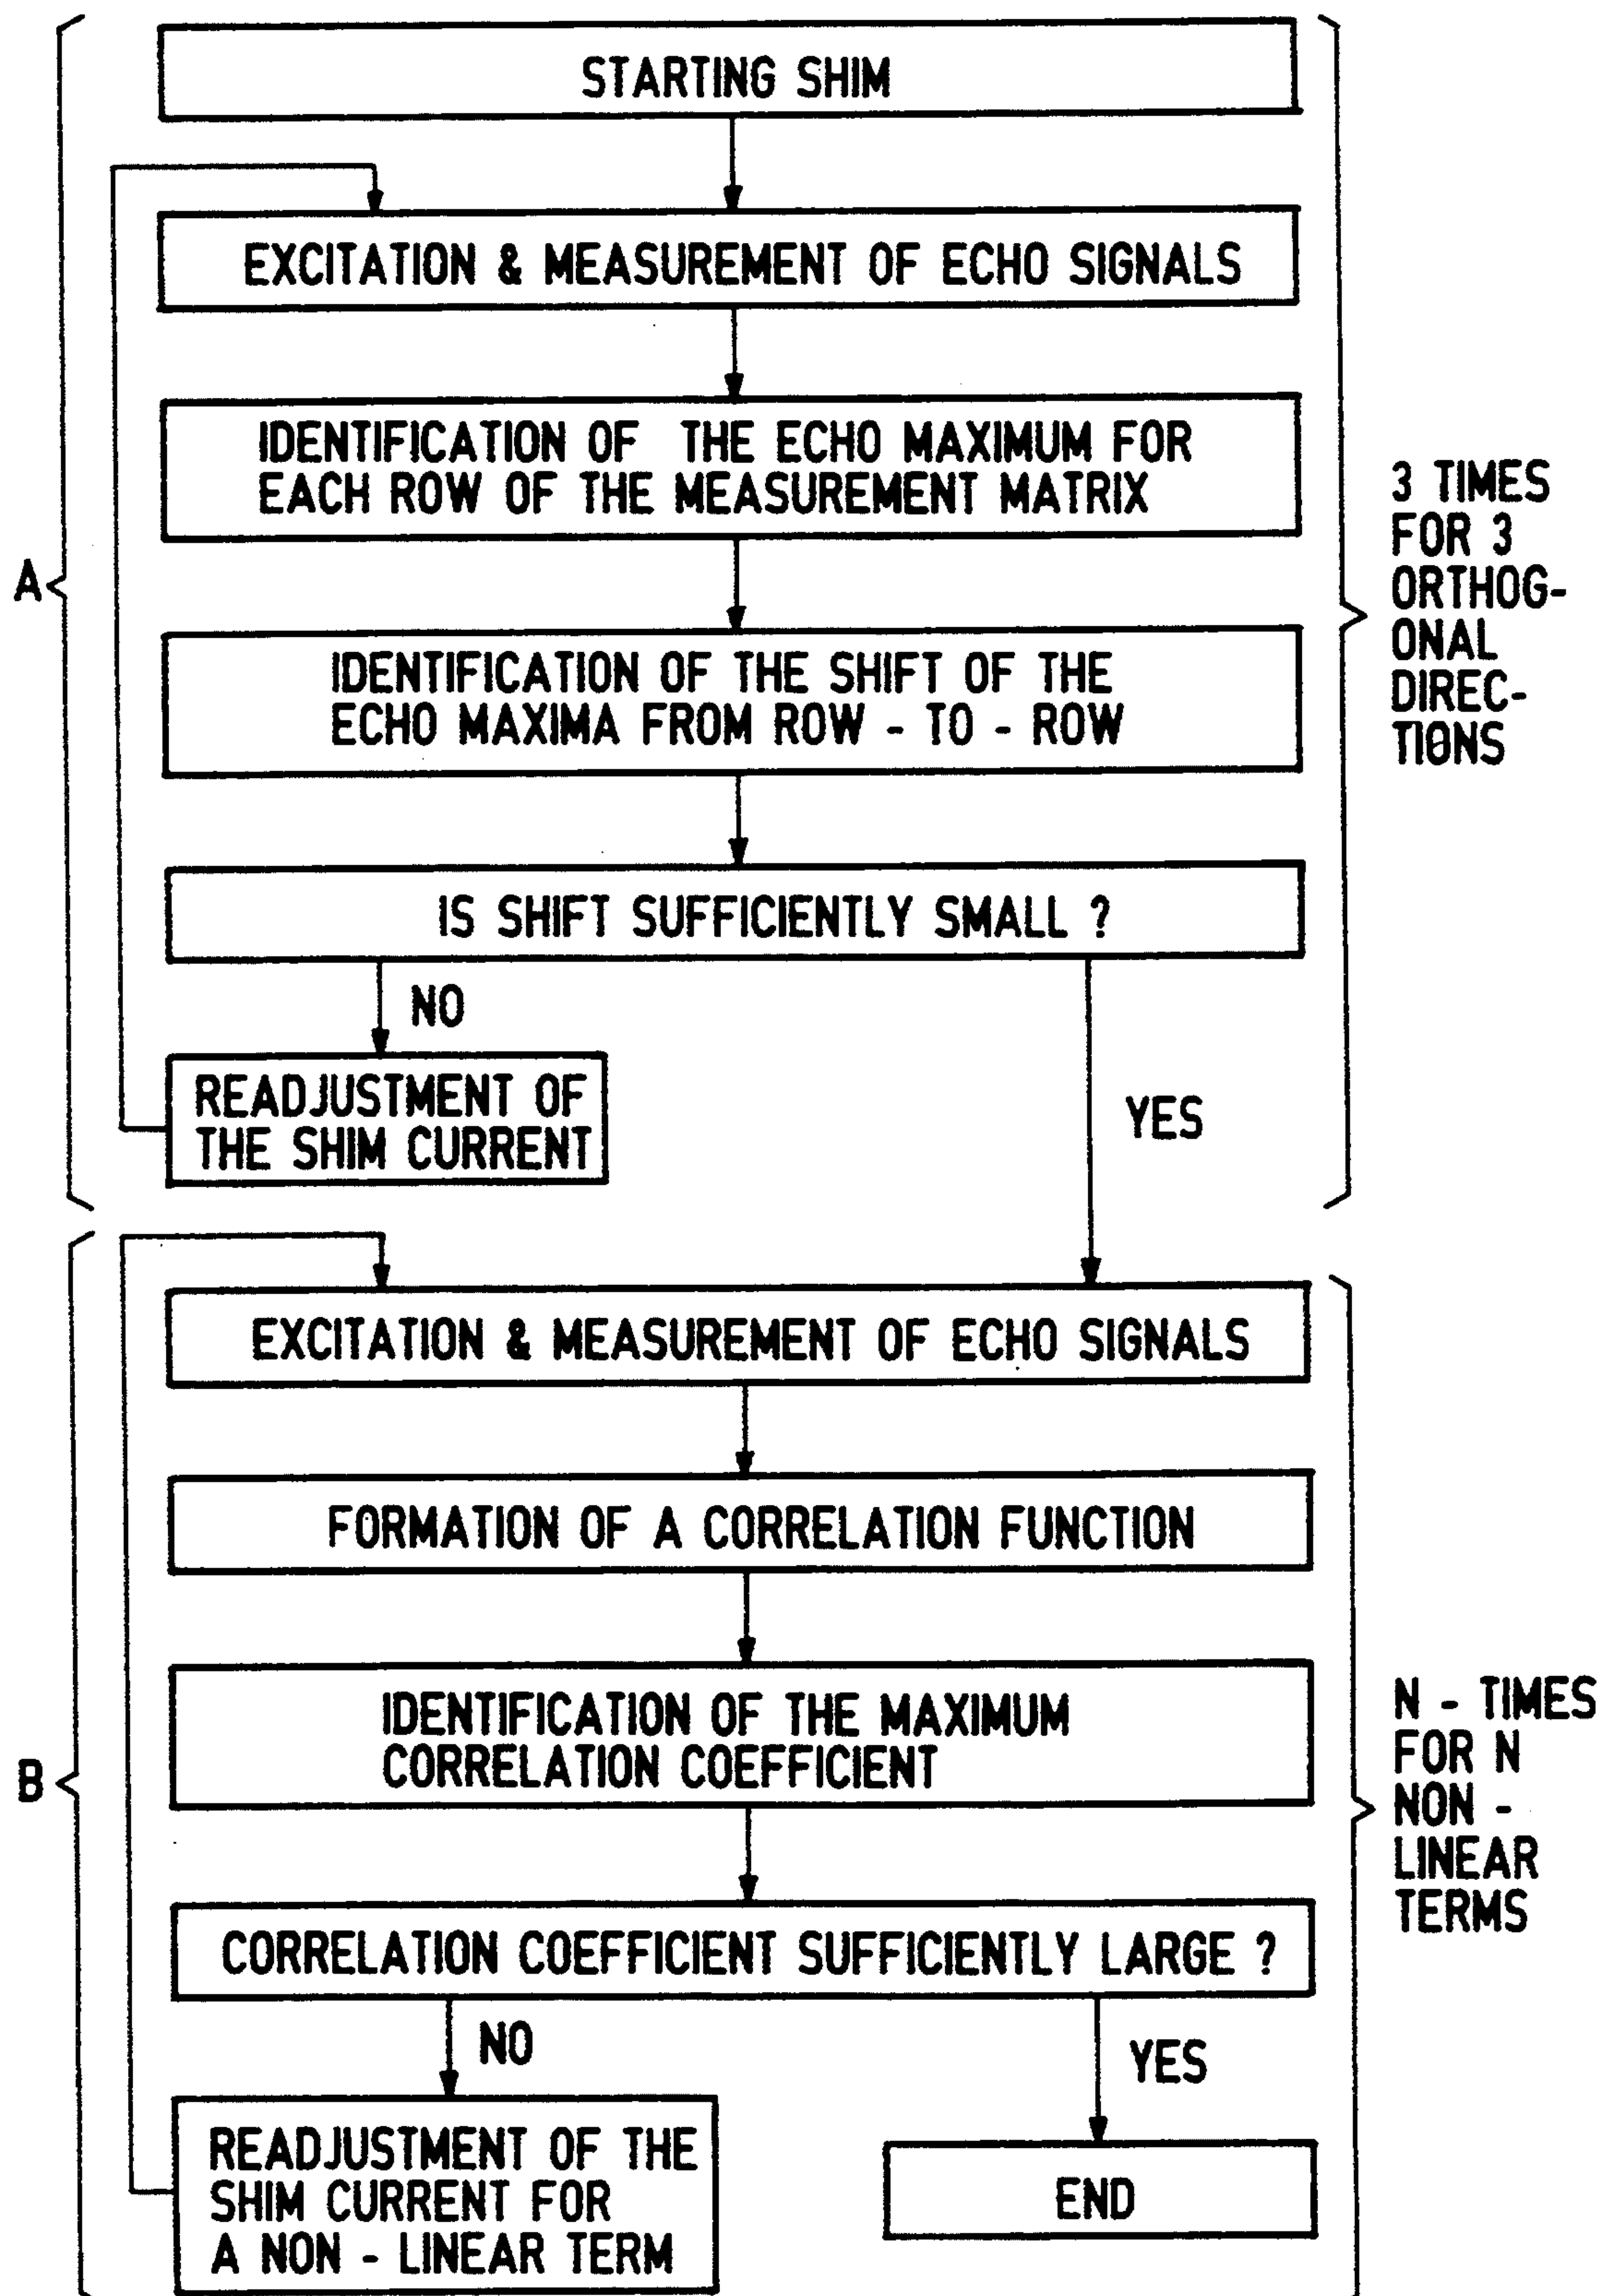 STARTING SHIM
EXCITATION & MEASUREMENT OF ECHO SIGNALS
IDENTIFICATION OF THE ECHO MAXIMUM FOR
EACH ROW OF THE MEASUREMENT MATRIX
IDENTIFICATION OF THE SHIFT OF THE
ECHO MAXIMA FROM ROW - TO - ROW
IS SHIFT SUFFICIENTLY SMALL ?
NO
READJUSTMENT OF
THE SHIM CURRENT
YES
A
3 TIMES
FOR 3
ORTHOG-
ONAL
DIREC-
TIONS
EXCITATION & MEASUREMENT OF ECHO SIGNALS
FORMATION OF A CORRELATION FUNCTION
IDENTIFICATION OF THE MAXIMUM
CORRELATION COEFFICIENT
CORRELATION COEFFICIENT SUFFICIENTLY LARGE ?
NO
READJUSTMENT OF THE
SHIM CURRENT FOR
A NON - LINEAR TERM
YES
END
B
N - TIMES
FOR N
NON -
LINEAR
TERMS